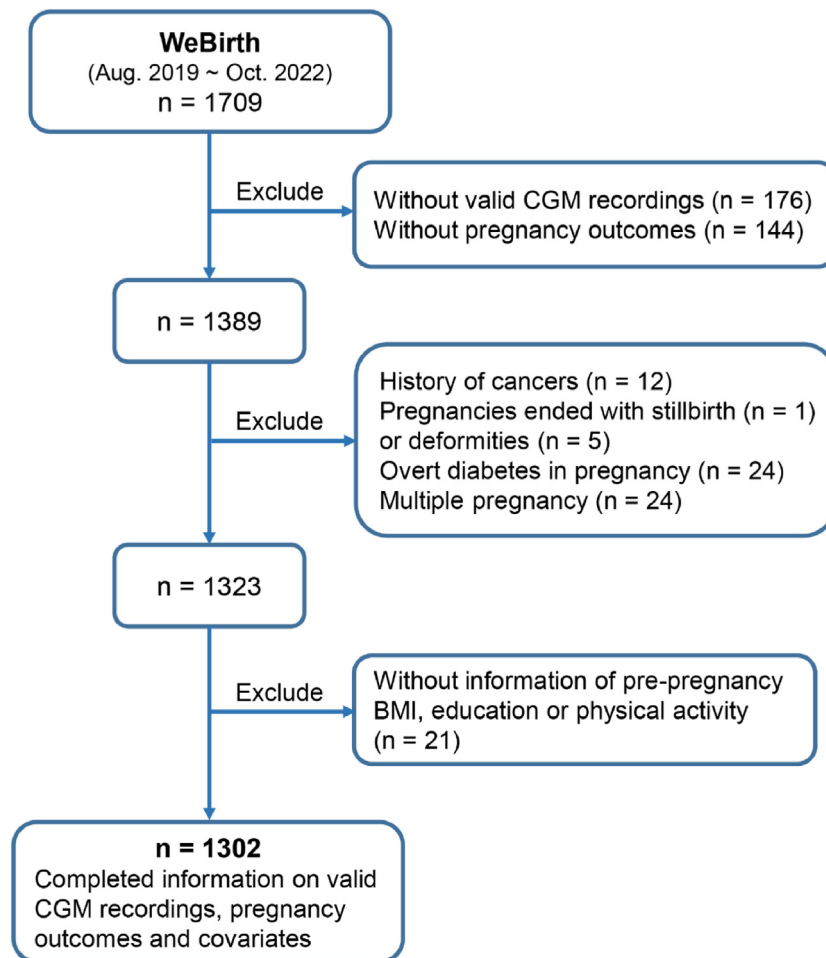 WeBirth
(Aug. 2019 ~ Oct. 2022)
n = 1709
Exclude
Without valid CGM recordings (n = 176)
Without pregnancy outcomes (n = 144)
n = 1389
Exclude
History of cancers (n = 12)
Pregnancies ended with stillbirth (n = 1)
or deformities (n = 5)
Overt diabetes in pregnancy (n = 24)
Multiple pregnancy (n = 24)
n = 1323
Exclude
Without information of pre-pregnancy
BMI, education or physical activity
(n = 21)
n = 1302
Completed information on valid
CGM recordings, pregnancy
outcomes and covariates